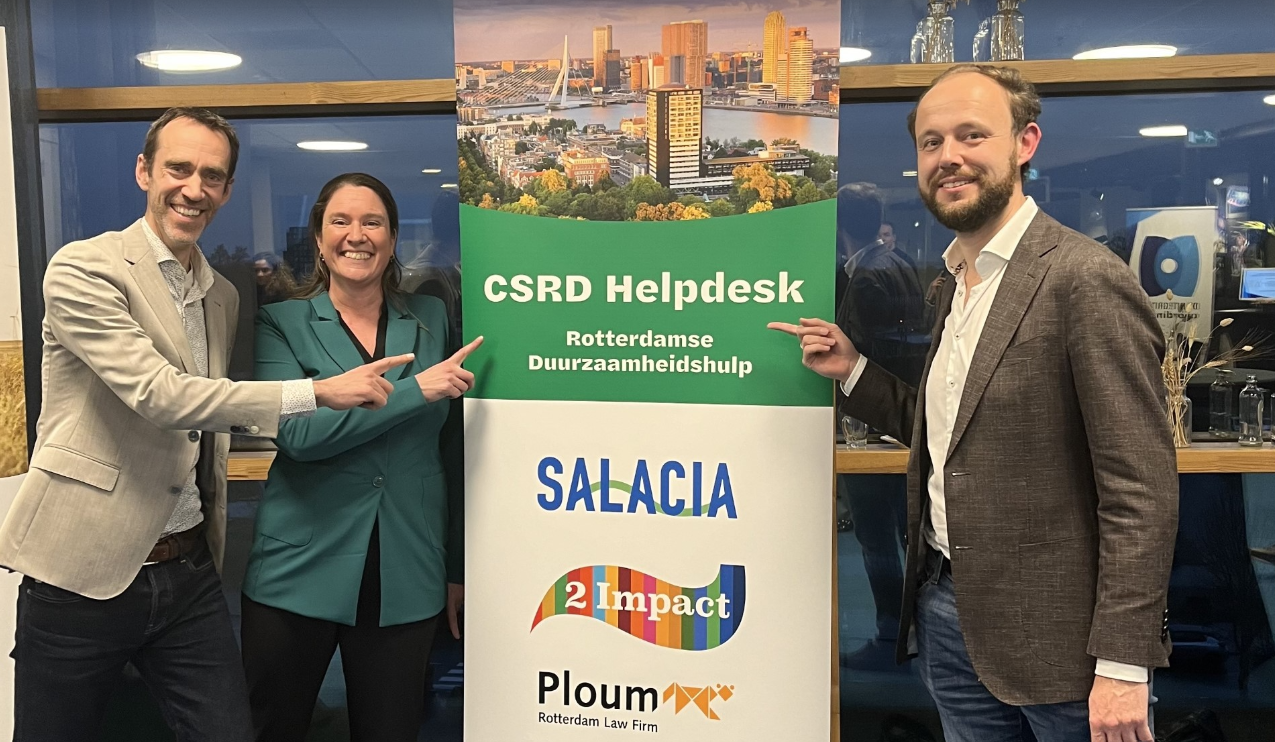 CSRD Helpdesk
Rotterdamse
Duurzaamheidshulp
SALACIA
2 Impact
Ploum
Rotterdam Law Firm